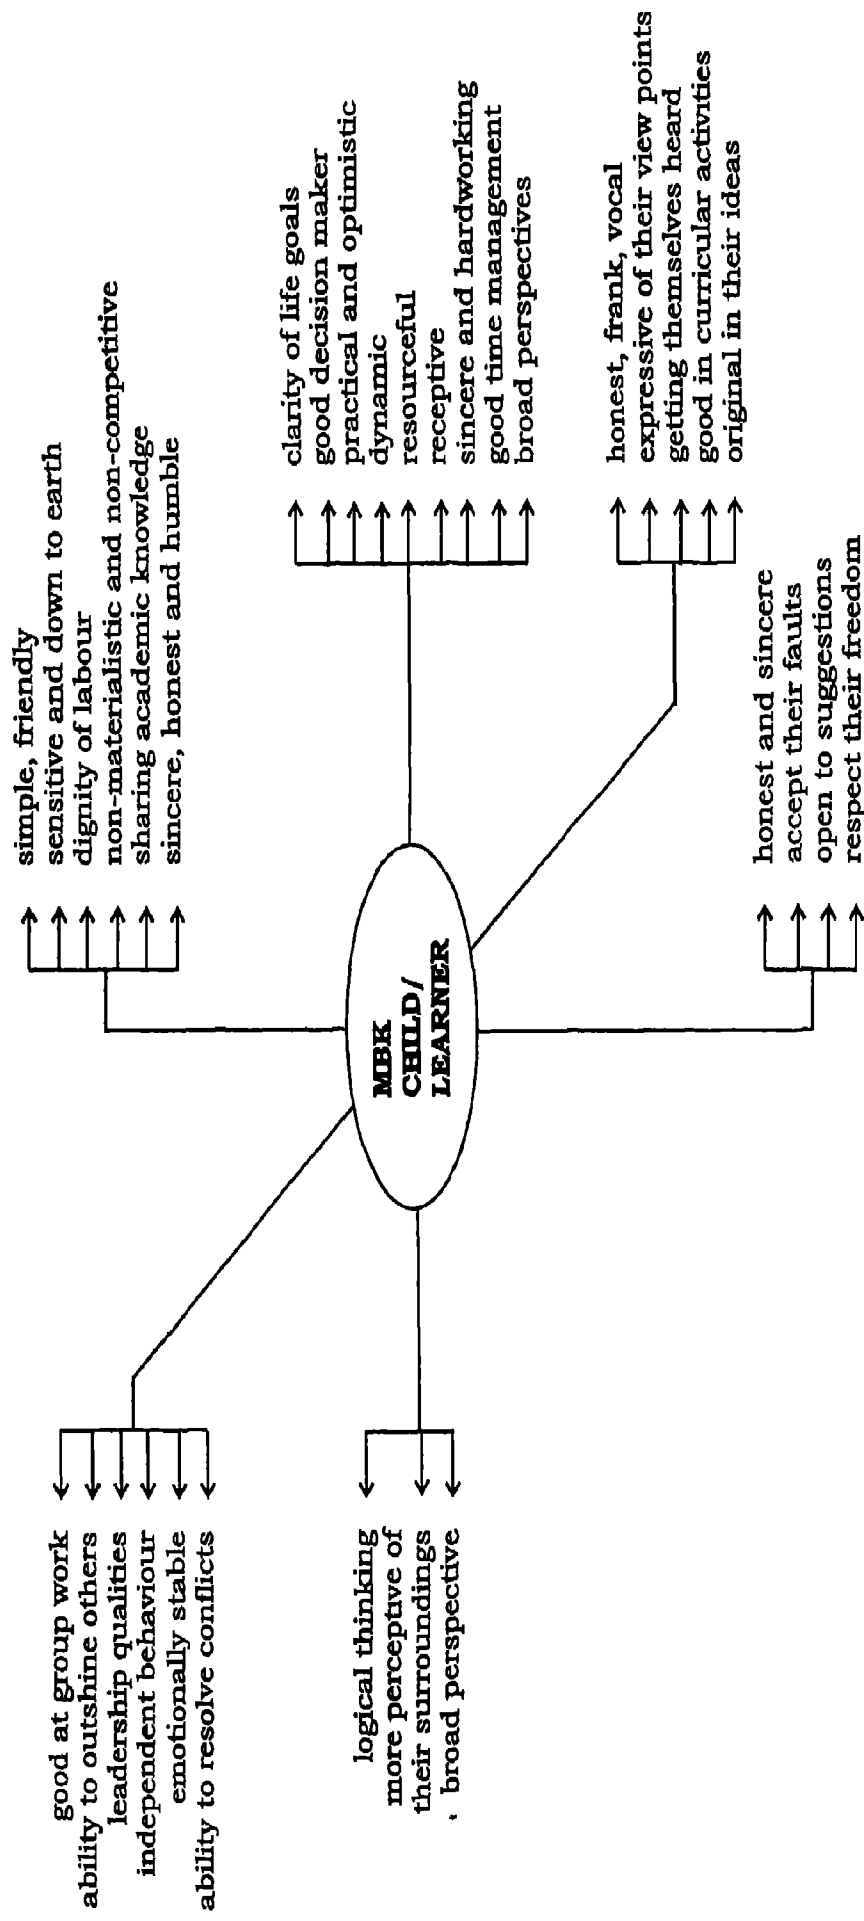 good at group work
ability to outshine others
leadership qualities
independent behaviour
emotionally stable
ability to resolve conflicts
simple, friendly
sensitive and down to earth
dignity of labour
non-materialistic and non-competitive
sharing academic knowledge
sincere, honest and humble
logical thinking
more perceptive of
their surroundings
broad perspective
MBK
CHILD/
LEARNER
clarity of life goals
good decision maker
practical and optimistic
dynamic
resourceful
receptive
sincere and hardworking
good time management
broad perspectives
honest, frank, vocal
expressive of their view points
getting themselves heard
good in curricular activities
original in their ideas
honest and sincere
accept their faults
open to suggestions
respect their freedom